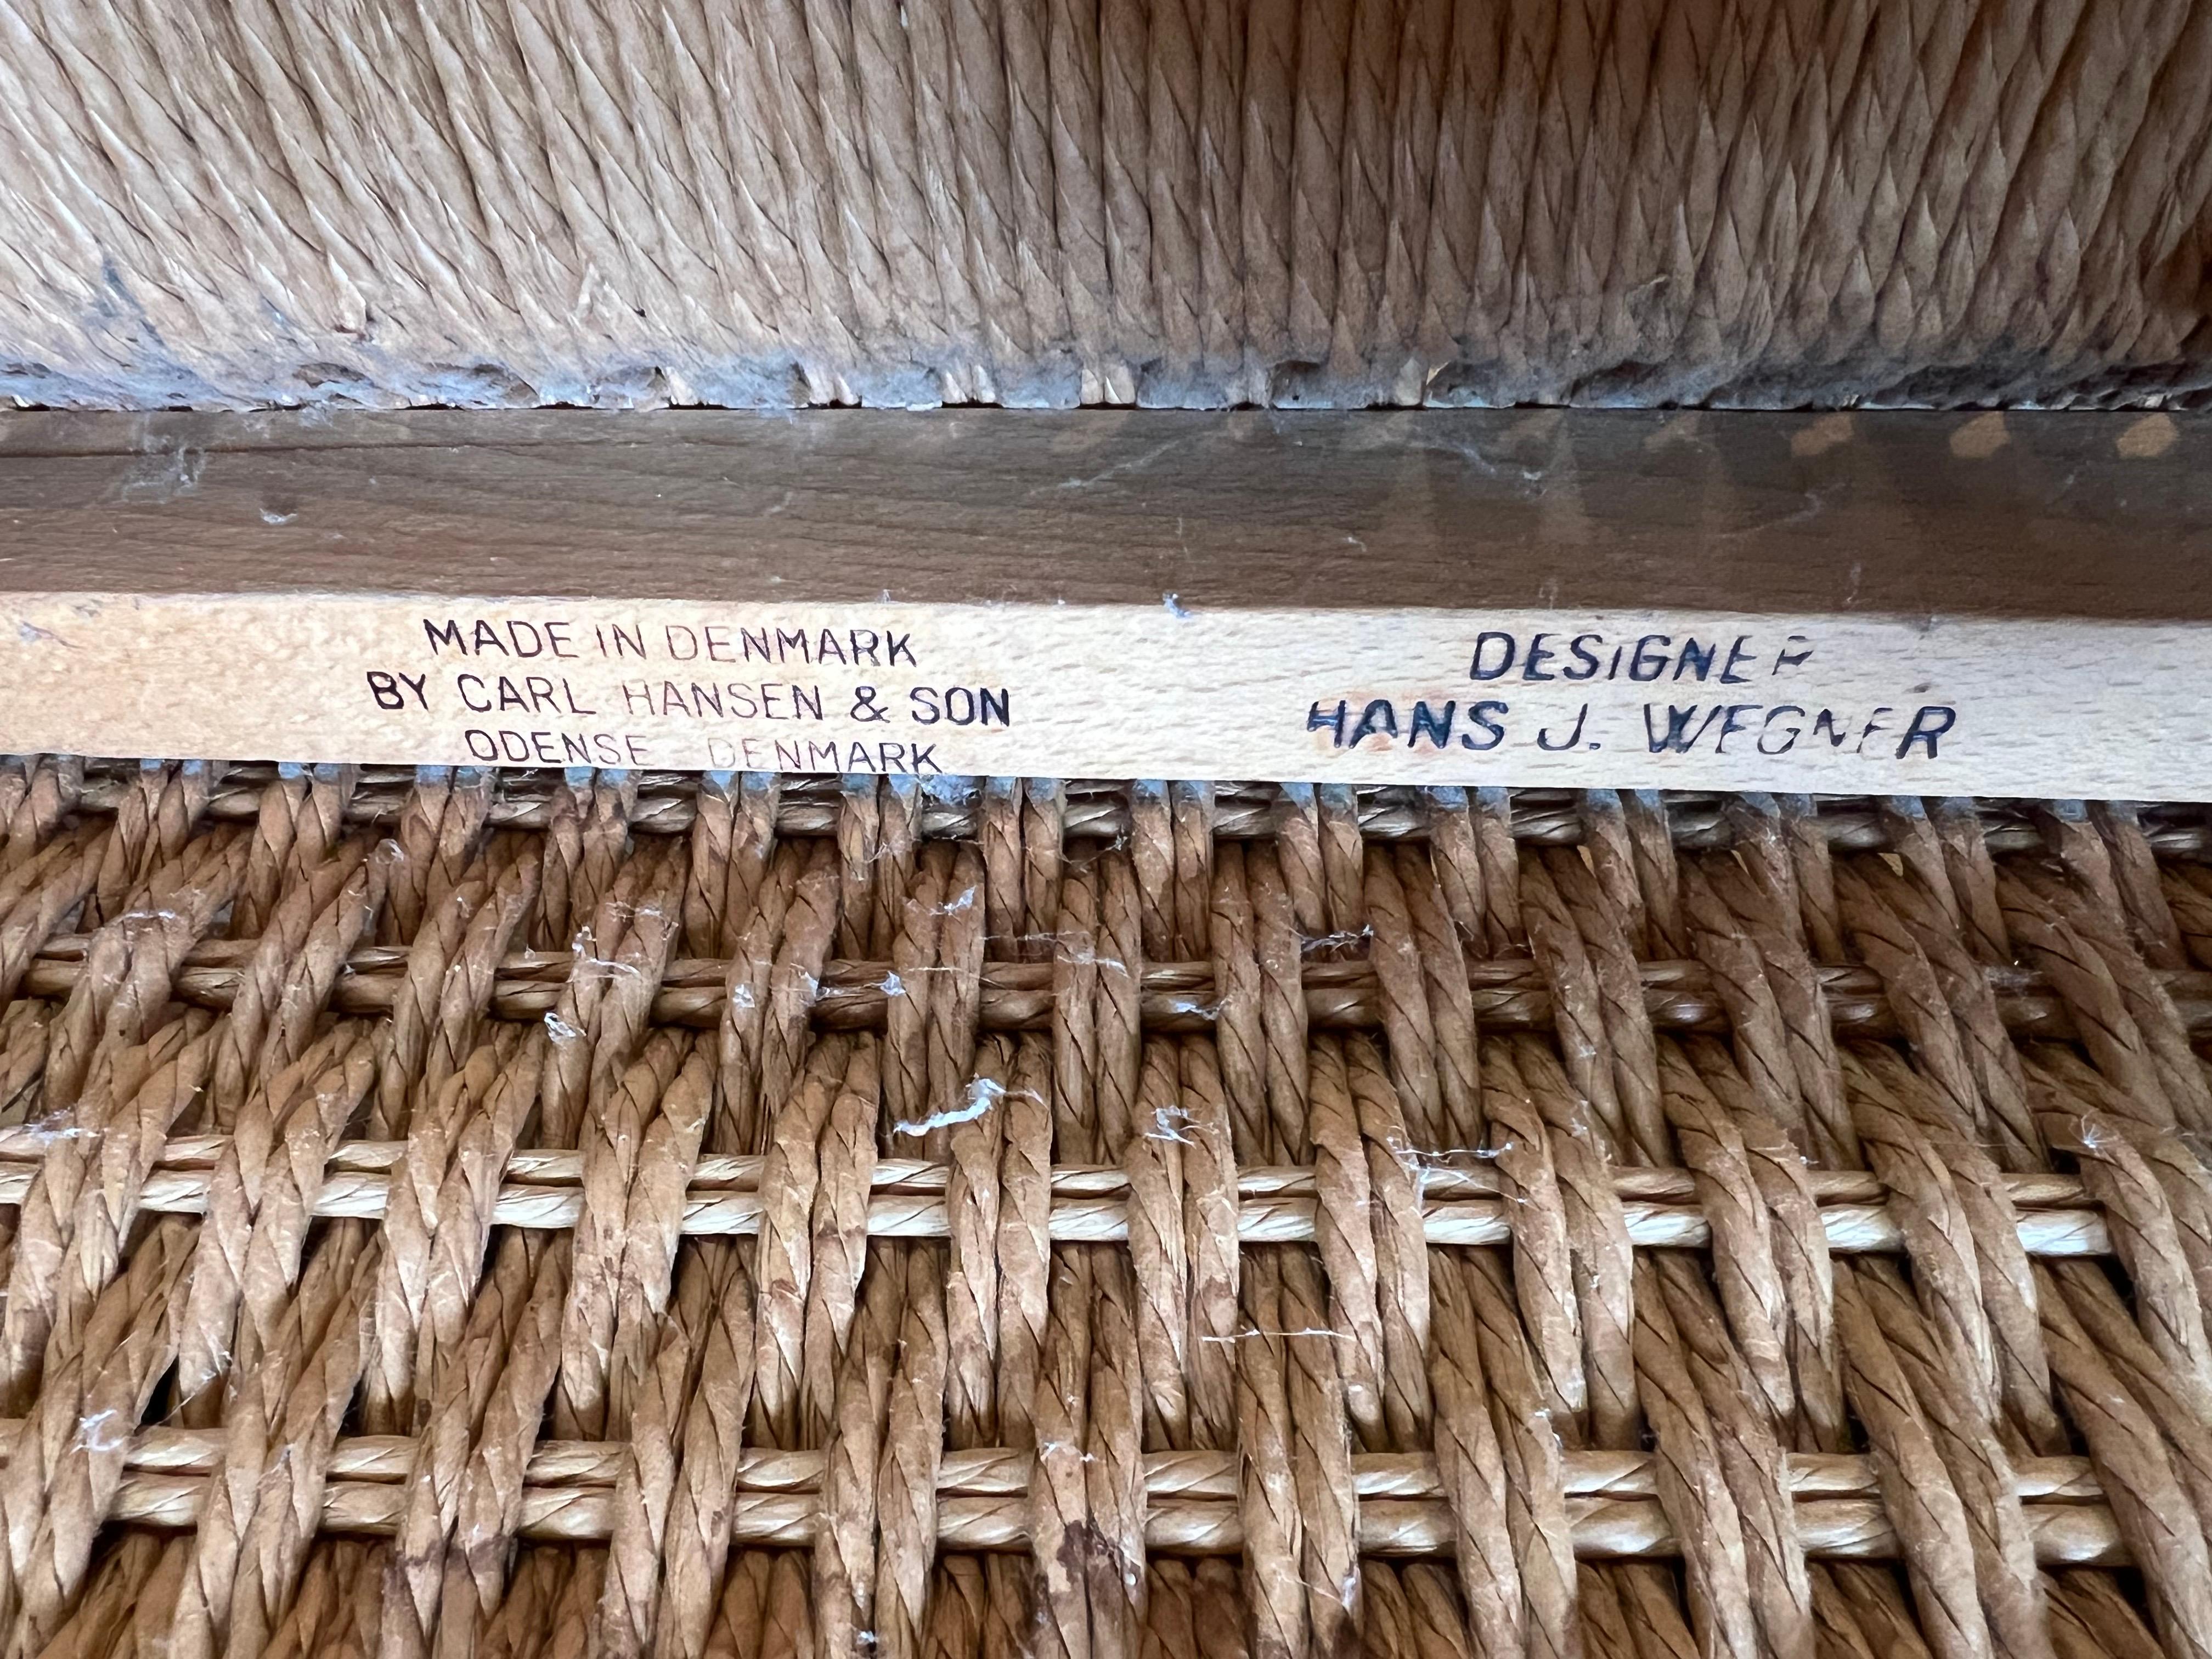 MADE IN DENMARK
BY CARL HANSEN & SON
ODENSE DENMARK
DESIGNER
HANS J. WEGNER